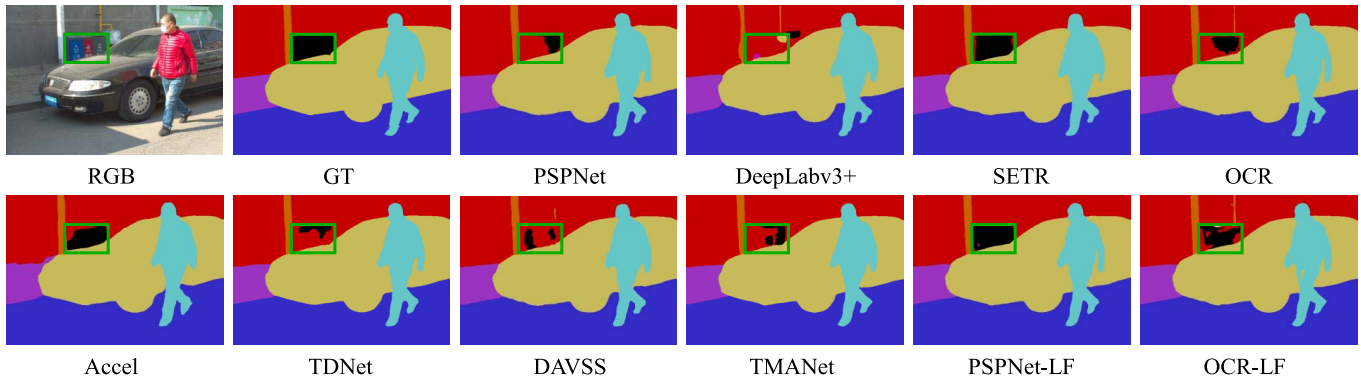 RGB GT PSPNet DeepLabv3+ SETR OCR
Accel TDNet DAVSS TMANet PSPNet-LF OCR-LF